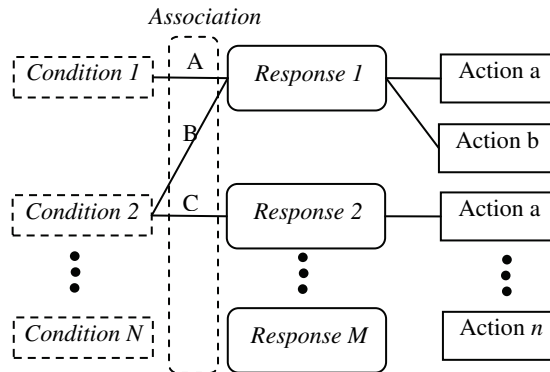 Association
Condition 1
A
Response 1
Action a
B
Action b
Condition 2
C
Response 2
Action a
Condition N
Response M
Action n